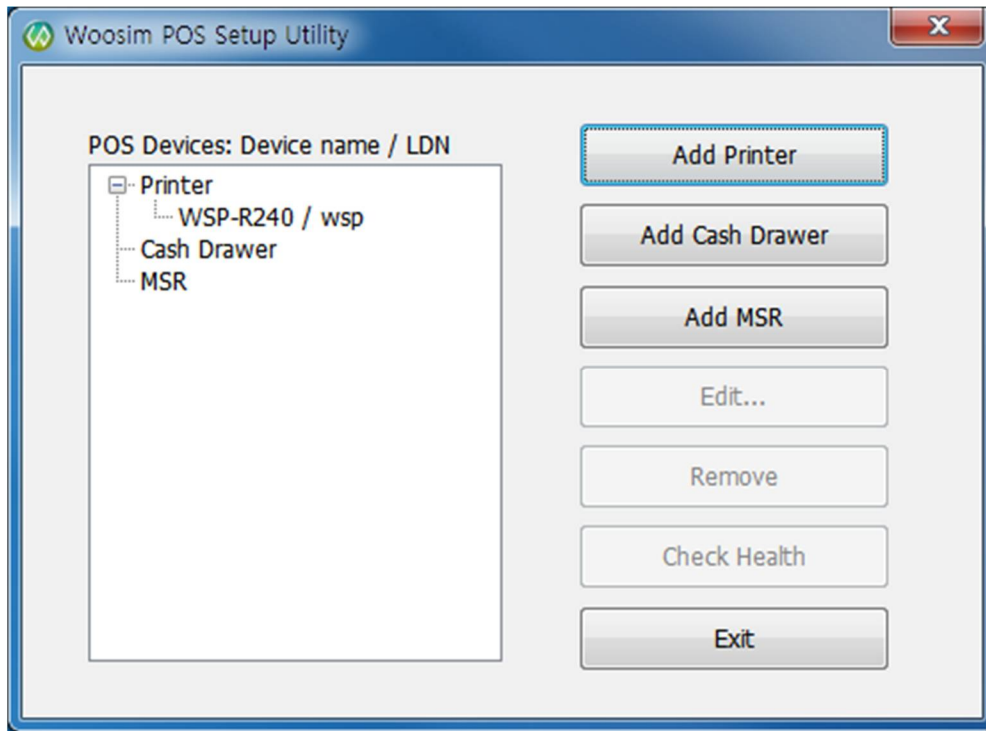 Woosim POS Setup Utility
POS Devices: Device name / LDN
Printer
WSP-R240 / wsp
Cash Drawer
MSR
Add Printer
Add Cash Drawer
Add MSR
Edit...
Remove
Check Health
Exit